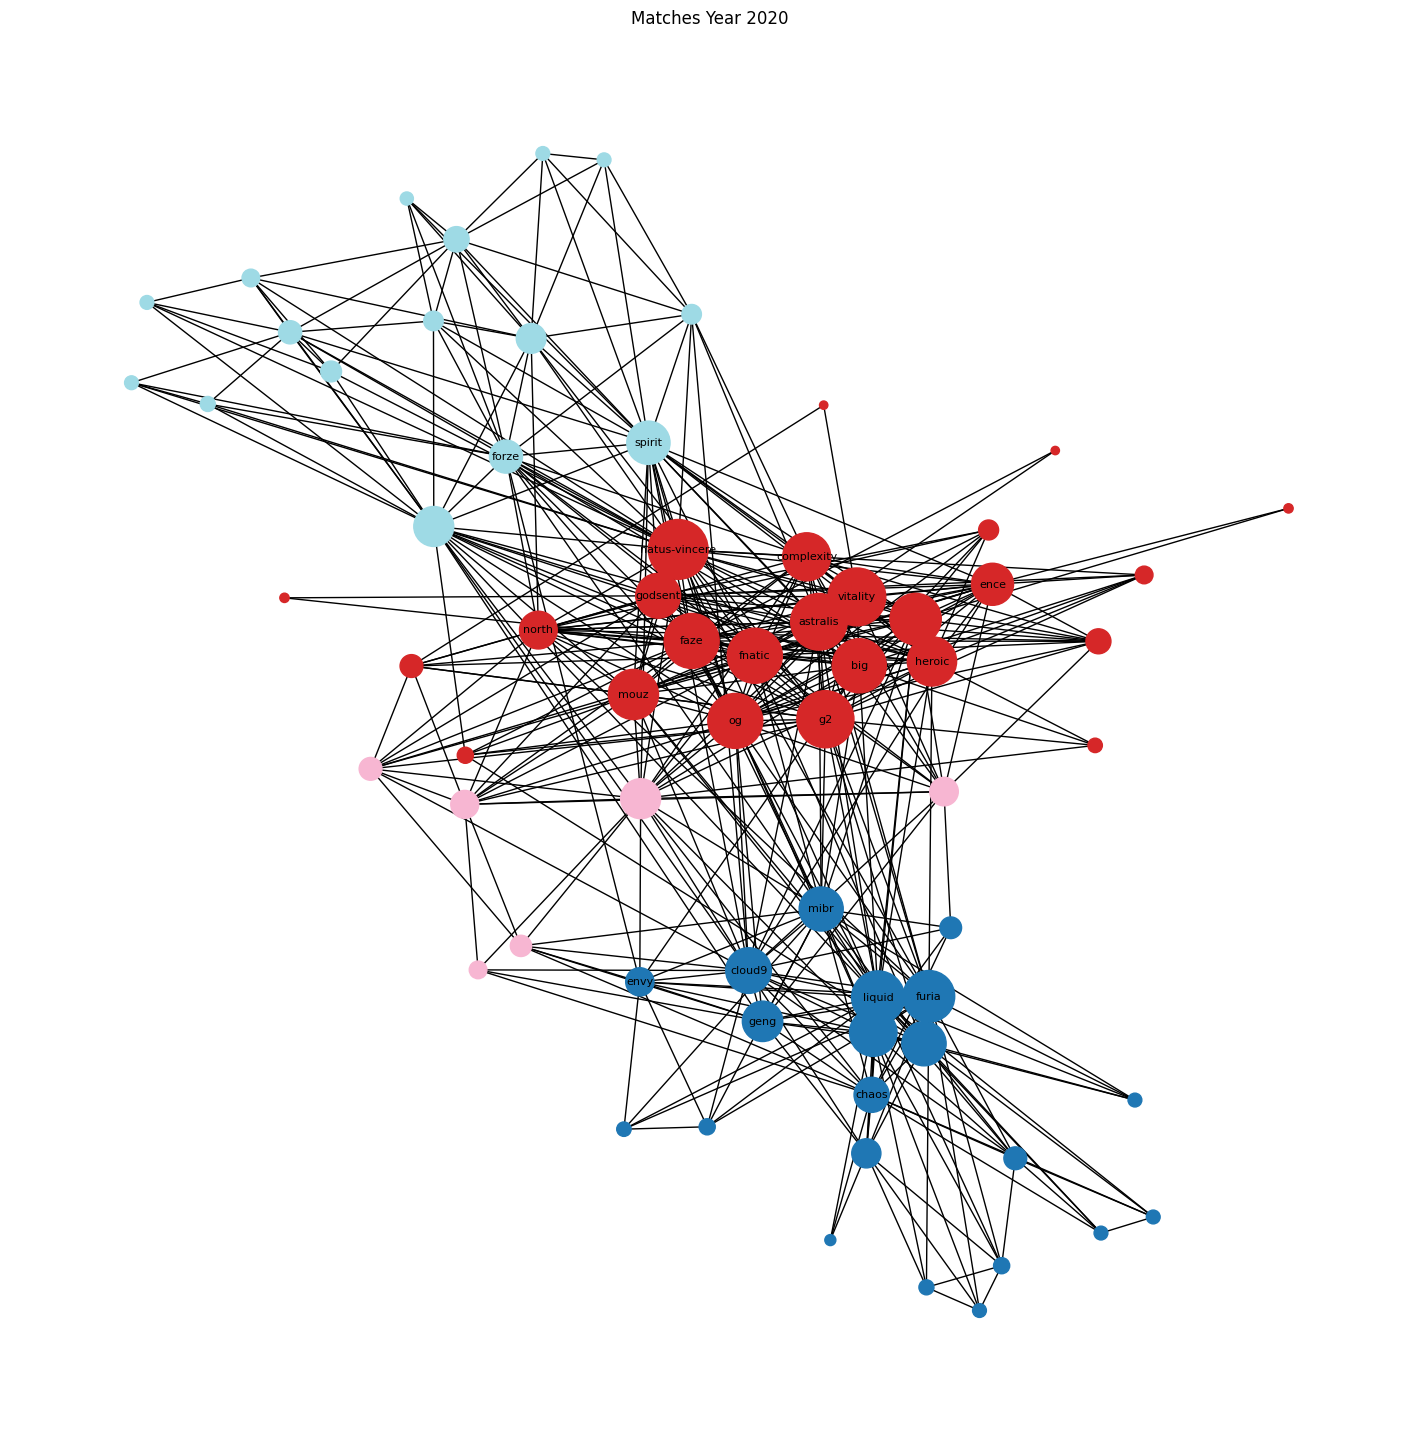 Matches Year 2020
spirit
forze
natus-vincere
complexity
ence
godsent
vitality
astralis
north
faze
fnatic
big
heroic
mouz
og
g2
mibr
cloud9
envy
liquid
furia
geng
chaos